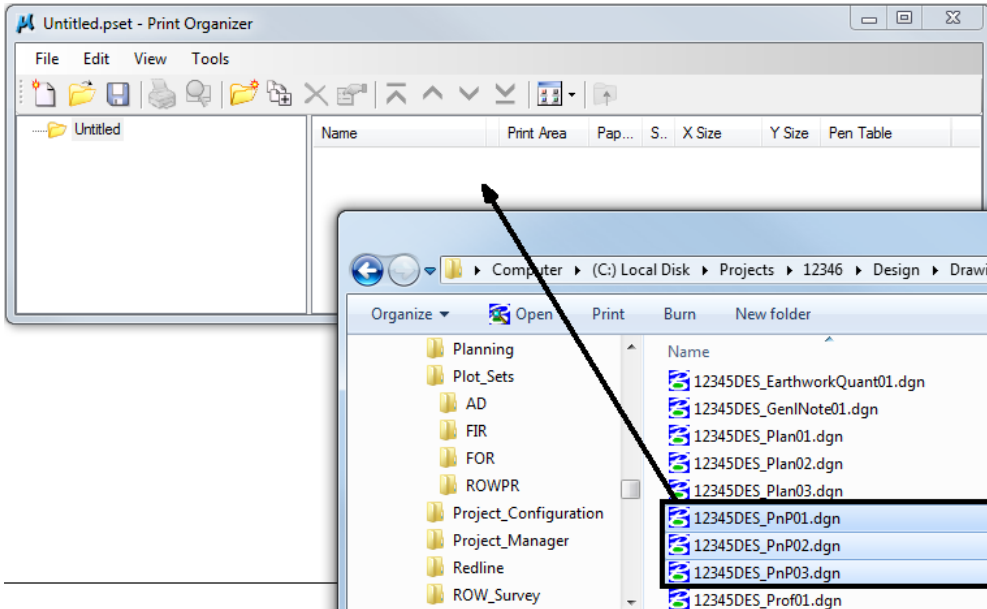 Untitled.pset - Print Organizer
File Edit View Tools
Untitled
Name Print Area Pap... S.. X Size Y Size Pen Table
Computer (C:) Local Disk Projects 12346 Design Drawi
Organize Open Print Burn New folder
Planning
Plot_Sets
AD
FIR
FOR
ROWPR
Project_Configuration
Project_Manager
Redline
ROW_Survey
Name
12345DES_EarthworkQuant01.dgn
12345DES_GenlNote01.dgn
12345DES_Plan01.dgn
12345DES_Plan02.dgn
12345DES_Plan03.dgn
12345DES_PnP01.dgn
12345DES_PnP02.dgn
12345DES_PnP03.dgn
12345DES_Prof01.dgn